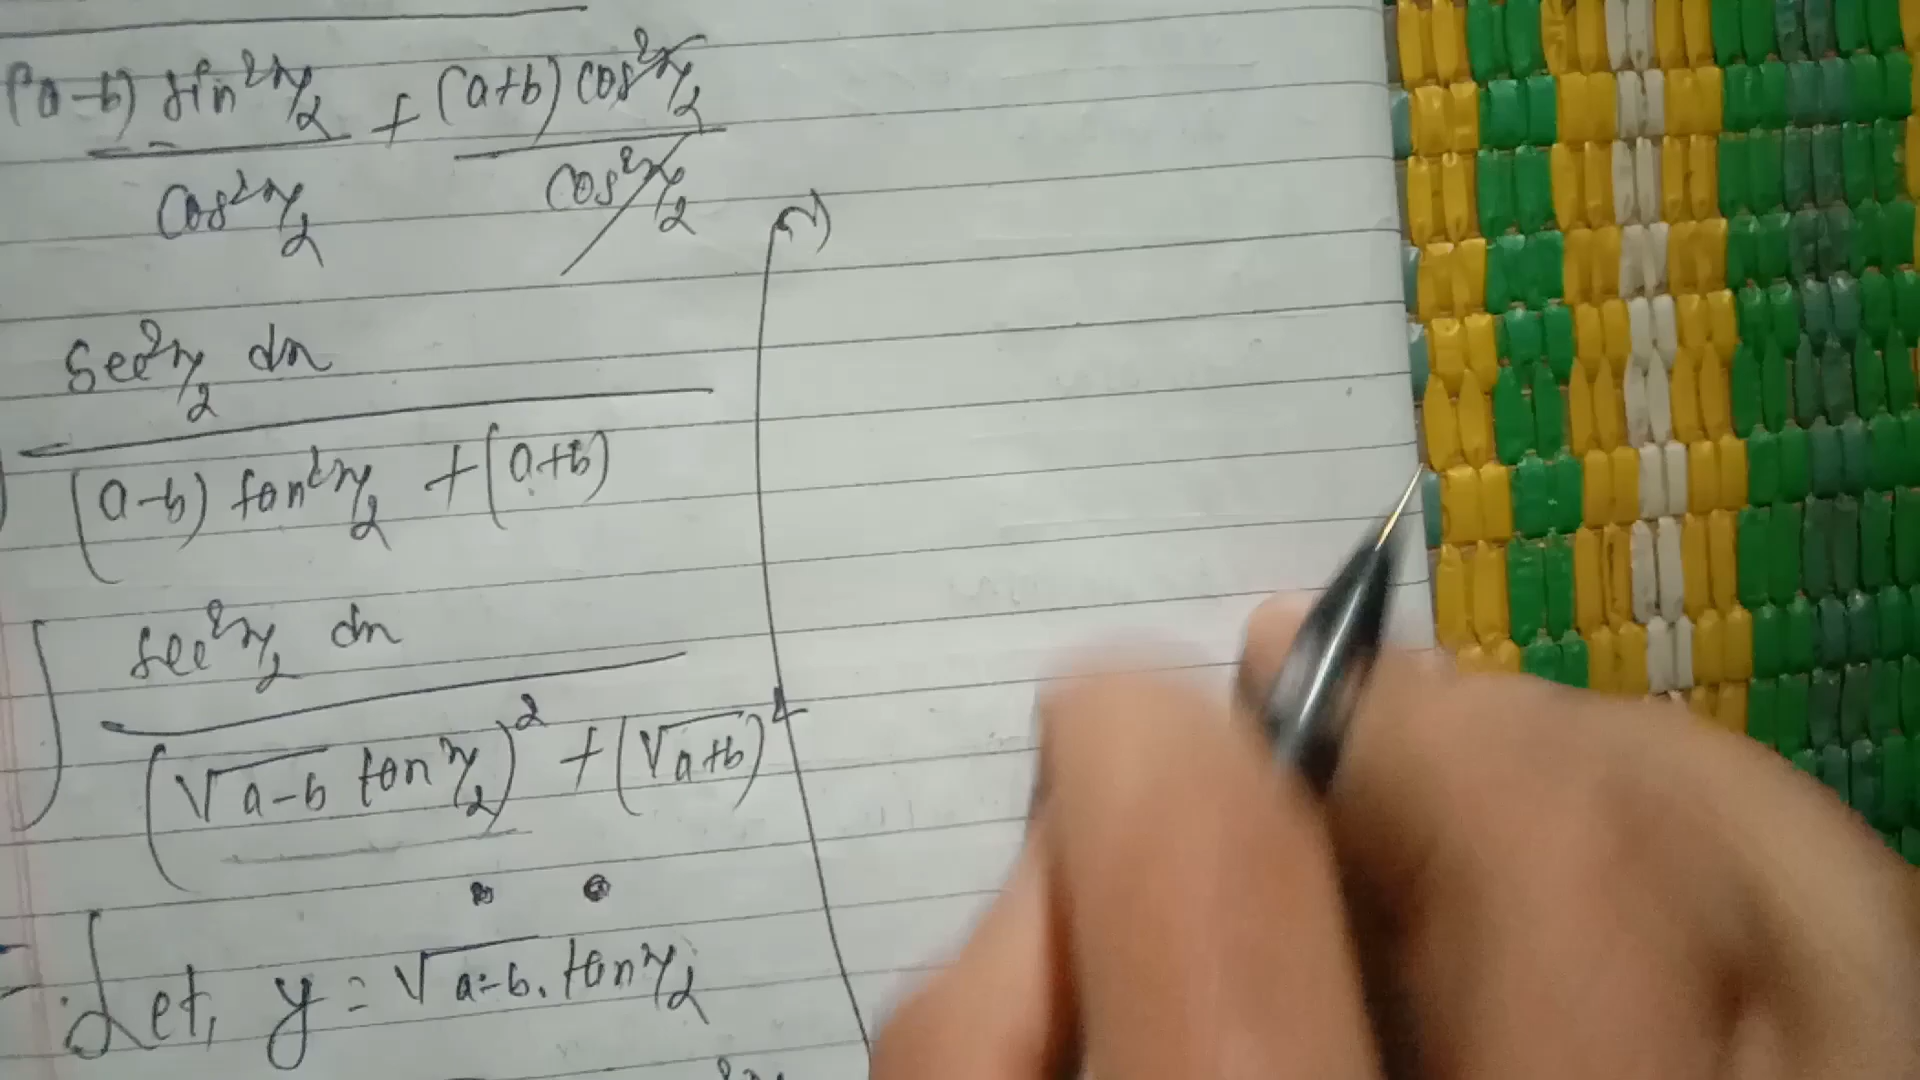 (a-b) sin²x/2 + (a+b) cos²x/2
cos²x/2 cos²x/2
sec²x/2 dx
(a-b) tan²x/2 + (a+b)
∫ sec²x/2 dx
(√a-b tan x/2)² + (√a+b)²
Let, y = √a-b. tan x/2